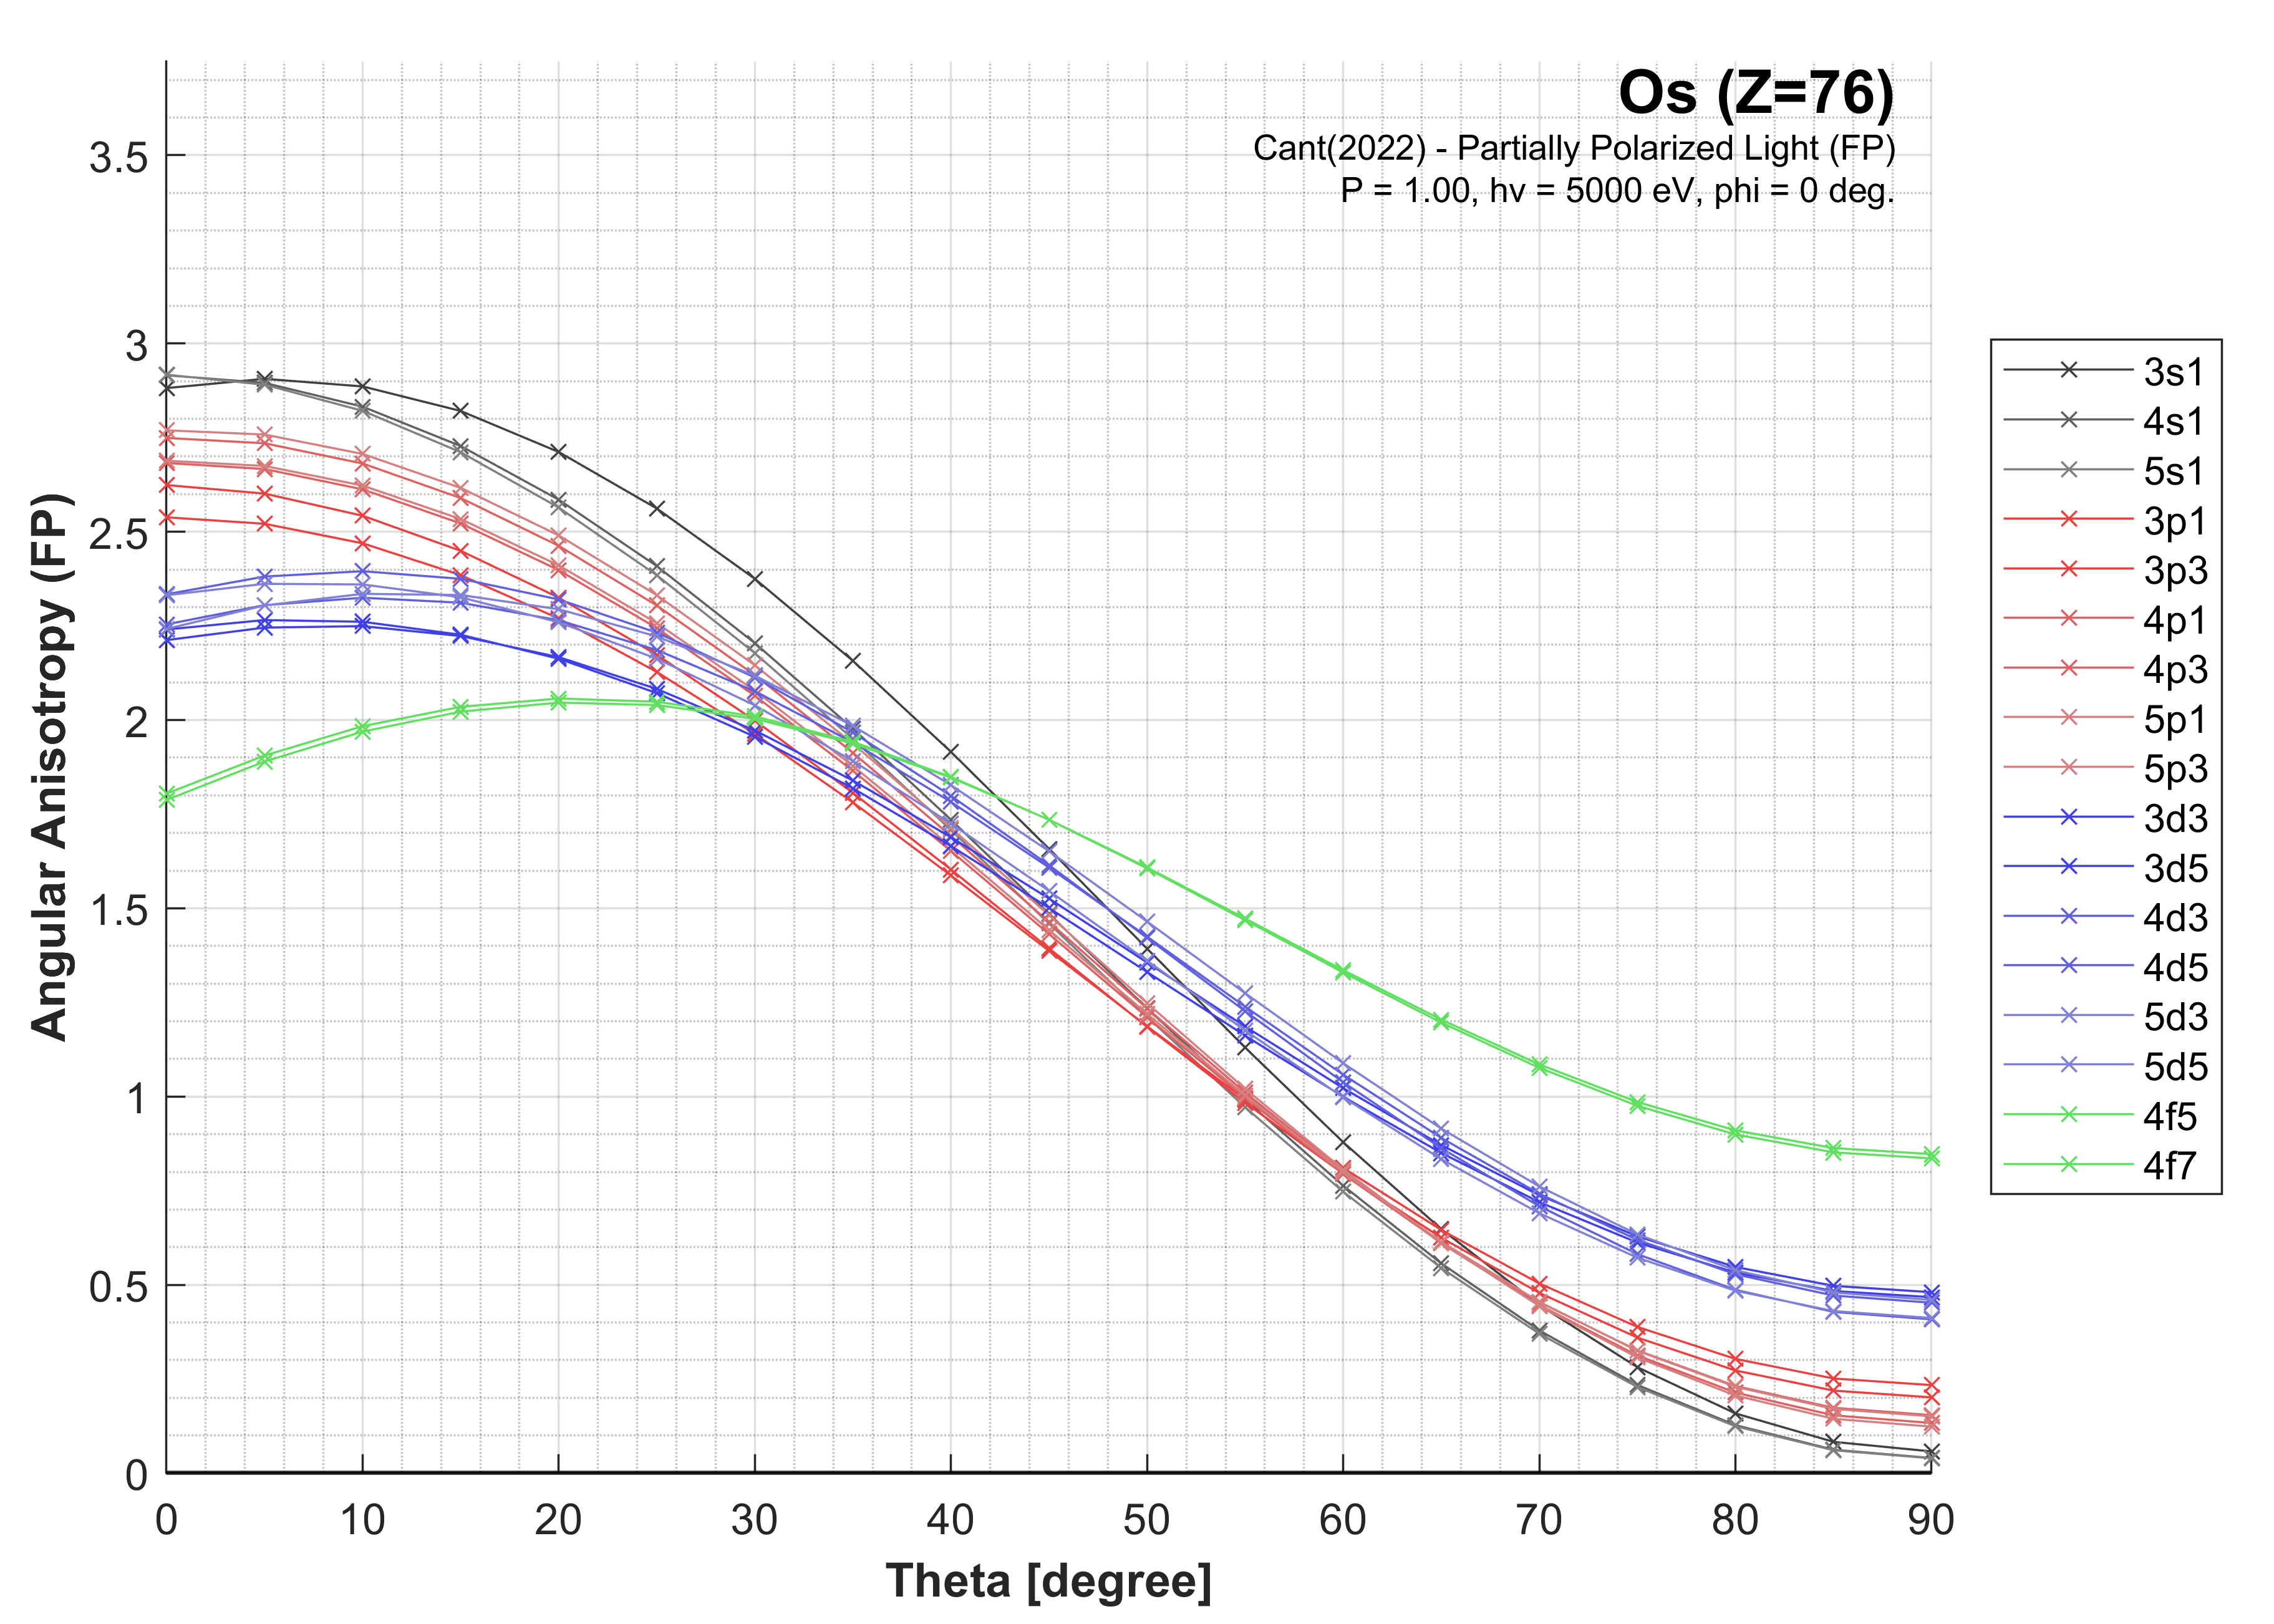 Os (Z=76)
Cant(2022) - Partially Polarized Light (FP)
P = 1.00, hv = 5000 eV, phi = 0 deg.
Angular Anisotropy (FP)
3.5
3
2.5
2
1.5
1
0.5
0
0 10 20 30 40 50 60 70 80 90
Theta [degree]
3s1
4s1
5s1
3p1
3p3
4p1
4p3
5p1
5p3
3d3
3d5
4d3
4d5
5d3
5d5
4f5
4f7